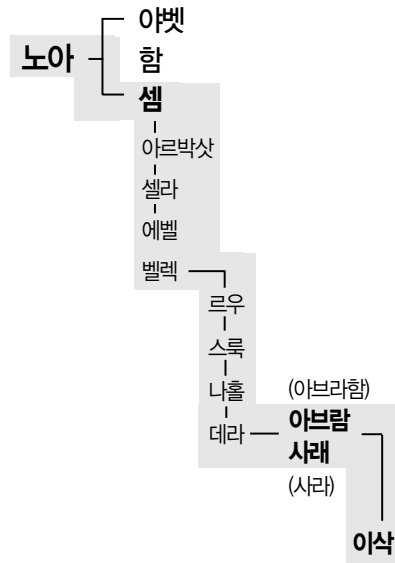 야벳
노아
함
셈
아르박삿
셀라
에벨
벨렉
르우
스룩
나홀
(아브라함)
데라
아브람
사래
(사라)
이삭